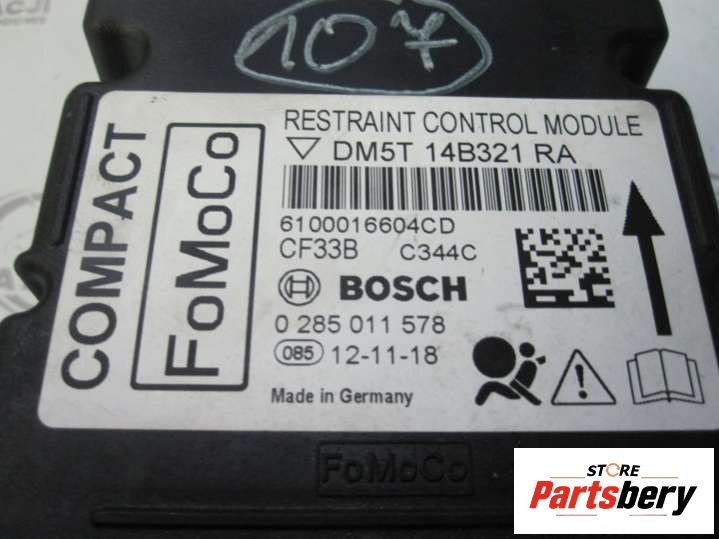 107
COMPACT
FoMoCo
RESTRAINT CONTROL MODULE
DM5T 14B321 RA
6100016604CD
CF33B C344C
BOSCH
0 285 011 578
085 12-11-18
Made in Germany
FoMoCo
STORE
Partsbery